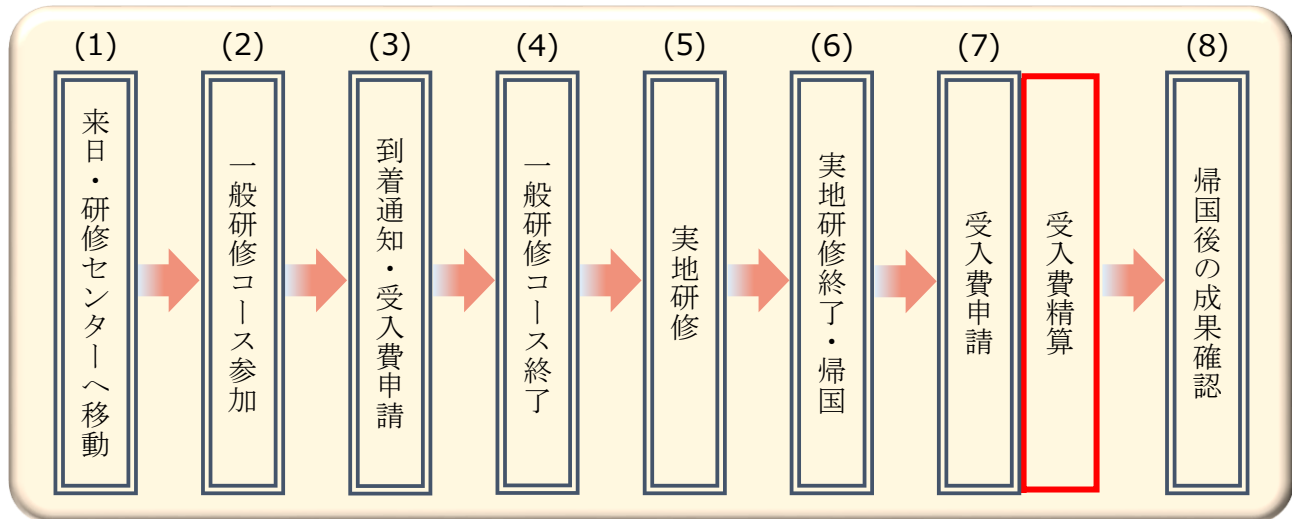 (1)
来日・研修センターへ移動
(2)
一般研修コース参加
(3)
到着通知・受入費申請
(4)
一般研修コース終了
(5)
実地研修
(6)
実地研修終了・帰国
(7)
受入費申請
受入費精算
(8)
帰国後の成果確認